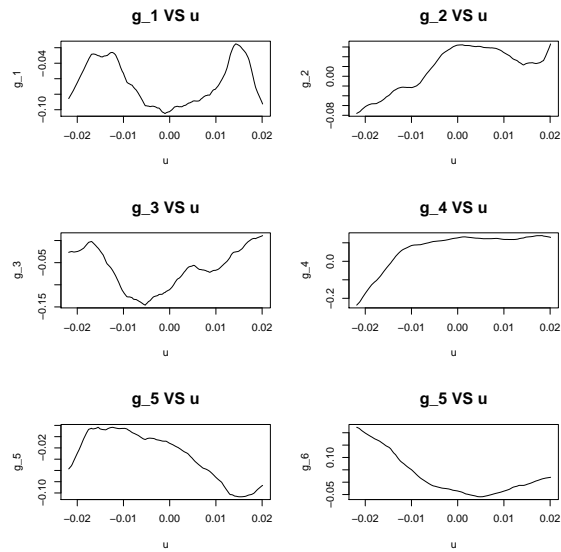 g_1 VS u
g_1
-0.10 -0.04
-0.02 -0.01 0.00 0.01 0.02
u
g_2 VS u
g_2
-0.08 0.00
-0.02 -0.01 0.00 0.01 0.02
u
g_3 VS u
g_3
-0.15 -0.05
-0.02 -0.01 0.00 0.01 0.02
u
g_4 VS u
g_4
-0.2 0.0
-0.02 -0.01 0.00 0.01 0.02
u
g_5 VS u
g_5
-0.10 -0.02
-0.02 -0.01 0.00 0.01 0.02
u
g_5 VS u
g_6
-0.05 0.10
-0.02 -0.01 0.00 0.01 0.02
u